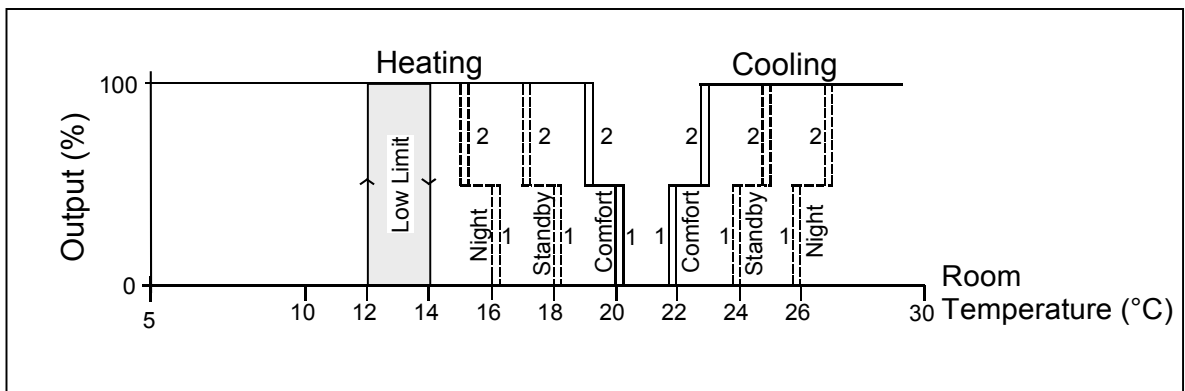 Heating
Cooling
Output (%)
100
0
Low Limit
2
2
2
2
2
2
Night
1
Standby
1
Comfort
1
1
Comfort
1
Standby
1
Night
5
10
12
14
16
18
20
22
24
26
30
Room
Temperature (°C)